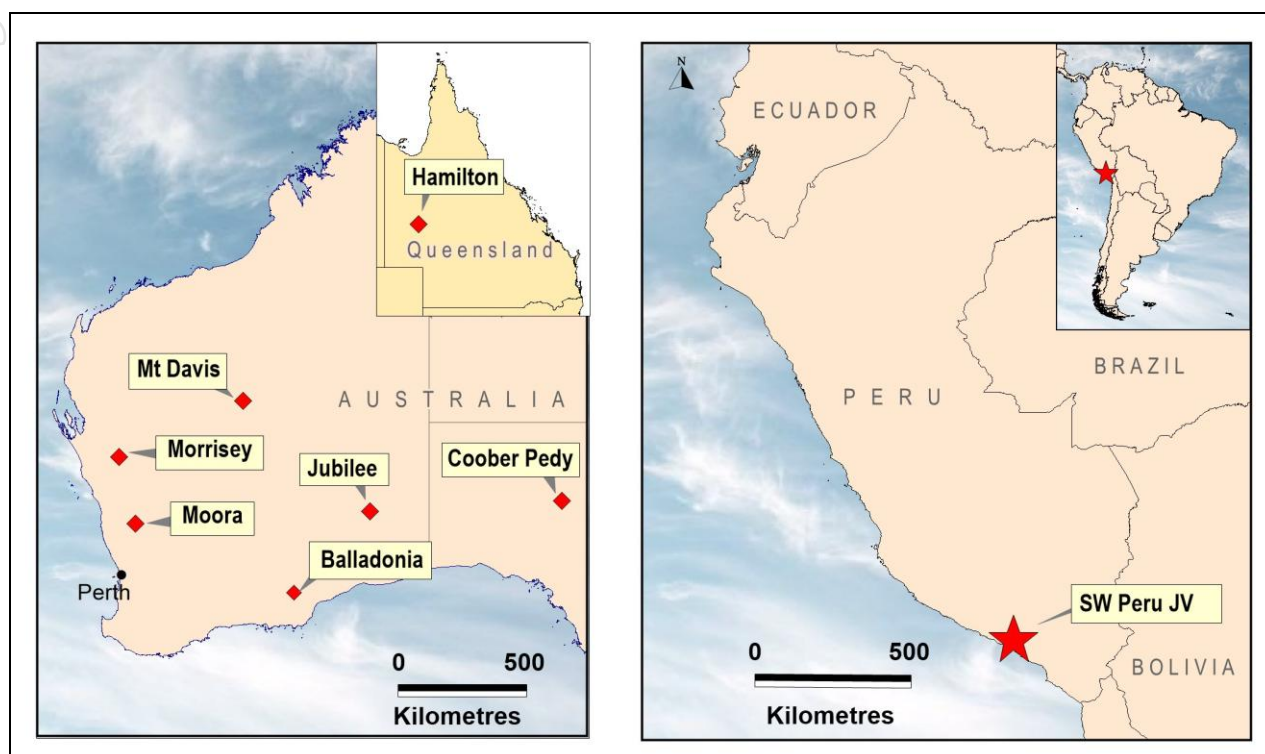 Hamilton
Queensland
Mt Davis
AUSTRALIA
Morrisey
Jubilee
Coober Pedy
Moora
Balladonia
Perth
0 500
Kilometres
N
ECUADOR
BRAZIL
PERU
SW Peru JV
BOLIVIA
0 500
Kilometres